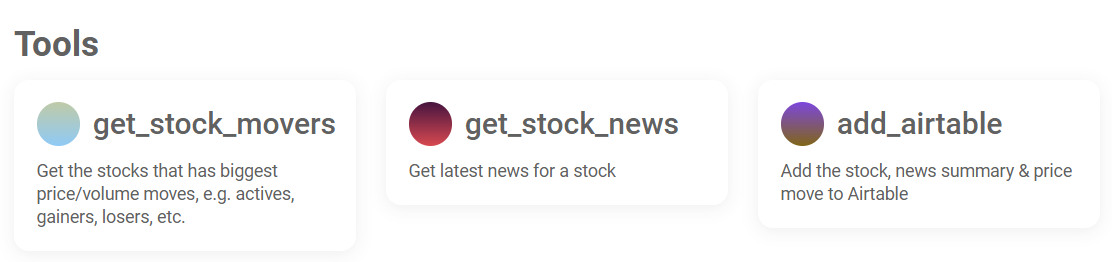 Tools
get_stock_movers
Get the stocks that has biggest
price/volume moves, e.g. actives,
gainers, losers, etc.
get_stock_news
Get latest news for a stock
add_airtable
Add the stock, news summary & price
move to Airtable